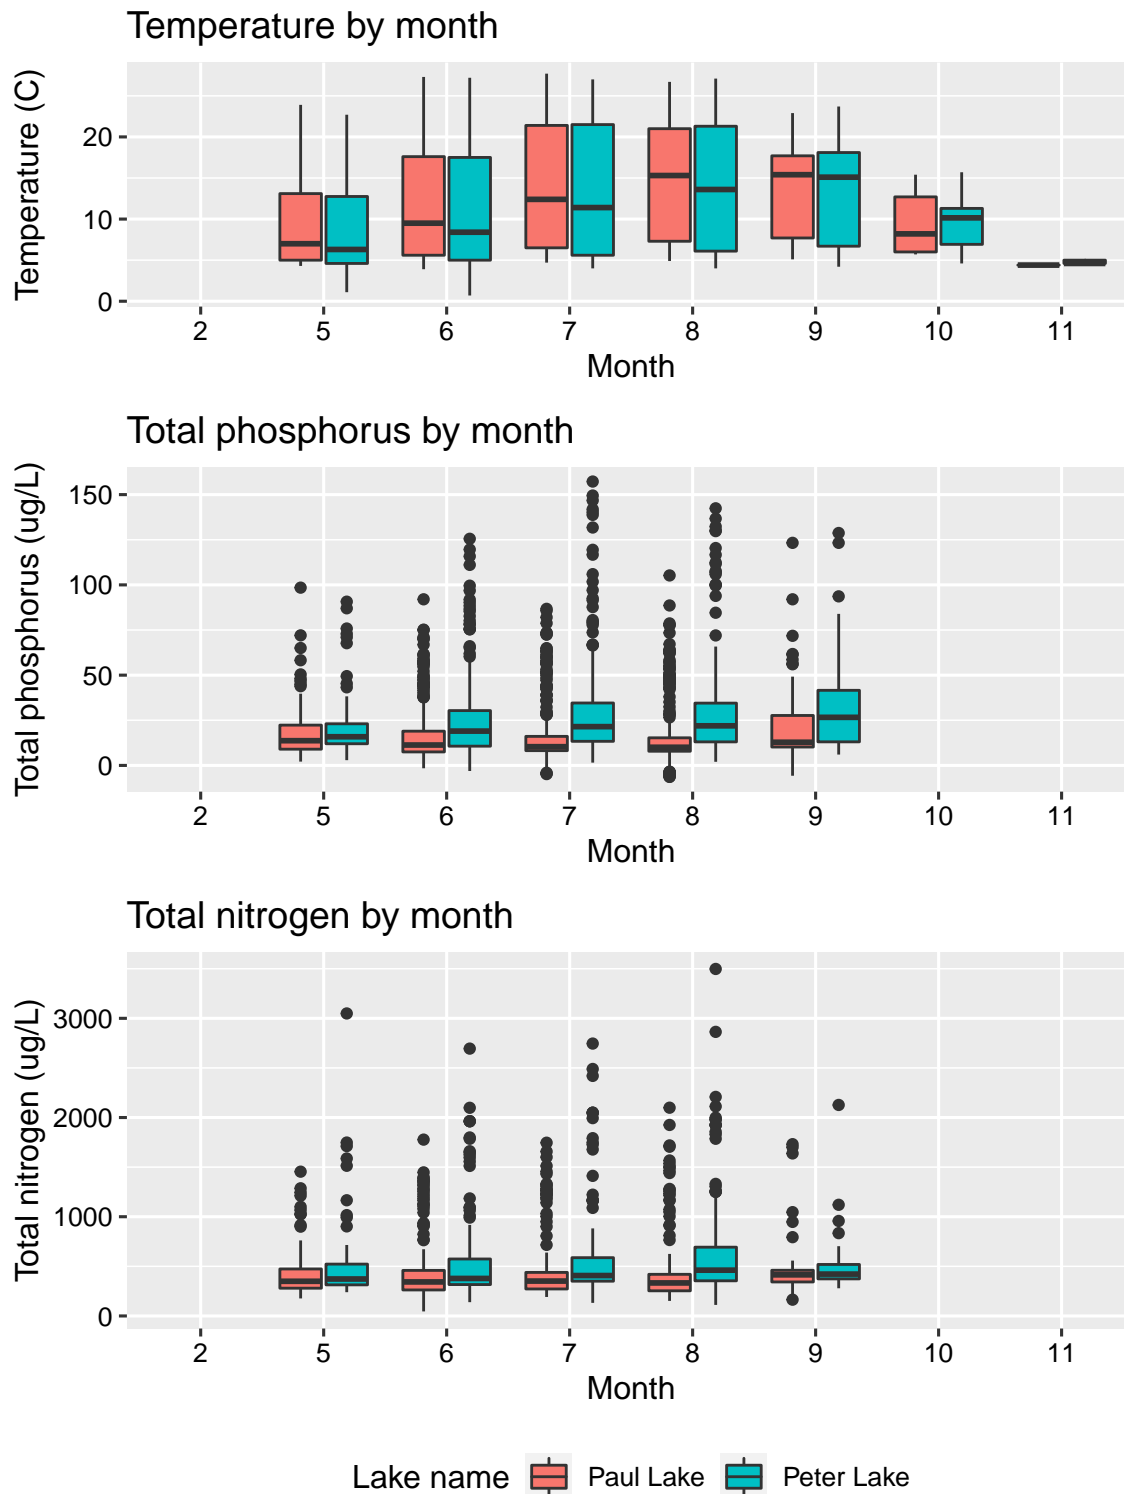 Temperature by month
Temperature (C)
20
10
0
2 5 6 7 8 9 10 11
Month
Total phosphorus by month
Total phosphorus (ug/L)
150
100
50
0
2 5 6 7 8 9 10 11
Month
Total nitrogen by month
Total nitrogen (ug/L)
3000
2000
1000
0
2 5 6 7 8 9 10 11
Month
Lake name Paul Lake Peter Lake